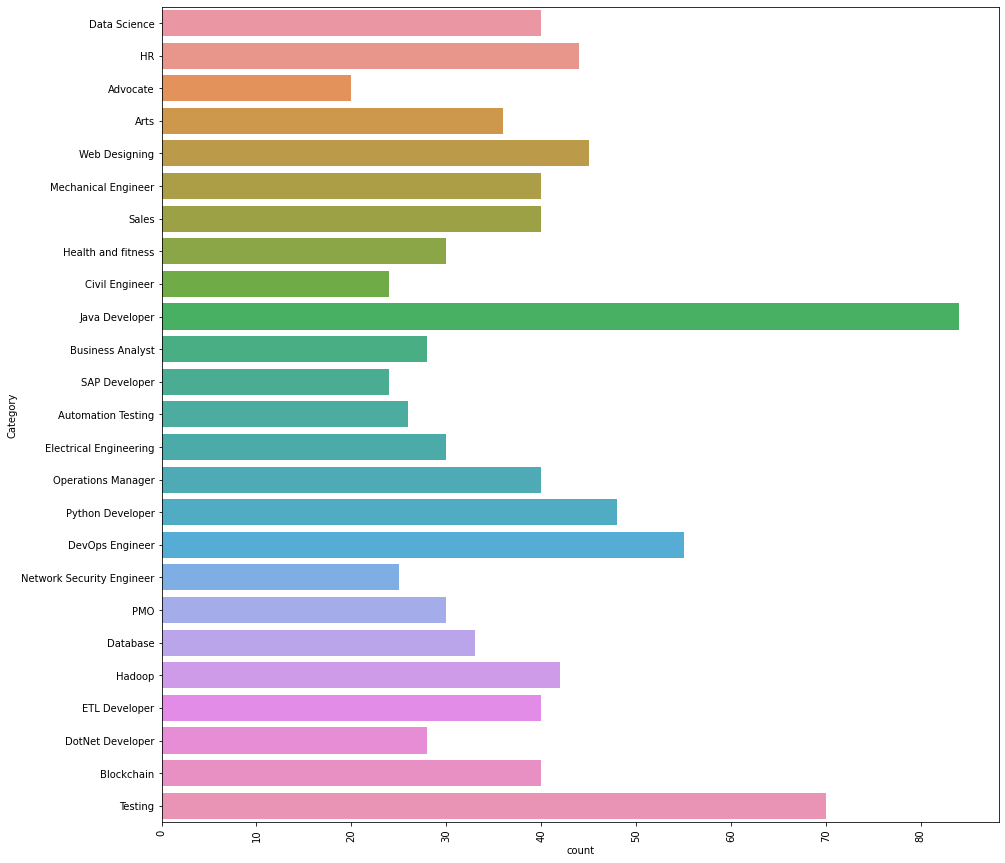 Data Science
HR
Advocate
Arts
Web Designing
Mechanical Engineer
Sales
Health and fitness
Civil Engineer
Java Developer
Business Analyst
SAP Developer
Automation Testing
Electrical Engineering
Operations Manager
Python Developer
DevOps Engineer
Network Security Engineer
PMO
Database
Hadoop
ETL Developer
DotNet Developer
Blockchain
Testing
Category
0 10 20 30 40 50 60 70 80
count